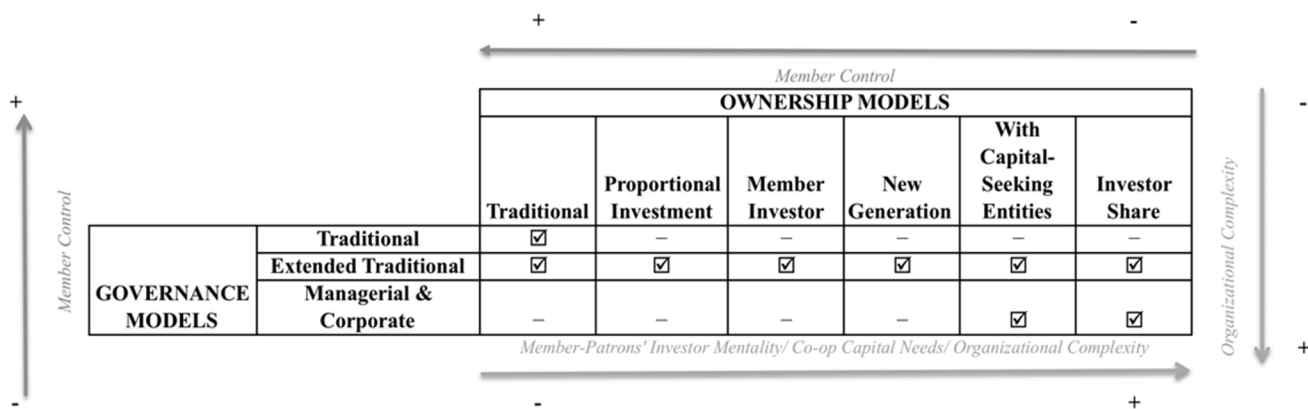 + -
Member Control
+ -
OWNERSHIP MODELS
With
Capital-
Proportional Member New Seeking Investor
Traditional Investment Investor Generation Entities Share
Member Control
Organizational Complexity
Traditional ☑ – – – – –
Extended Traditional ☑ ☑ ☑ ☑ ☑ ☑
GOVERNANCE Managerial &
MODELS Corporate – – – – ☑ ☑
Member-Patrons' Investor Mentality/ Co-op Capital Needs/ Organizational Complexity
+
- - +